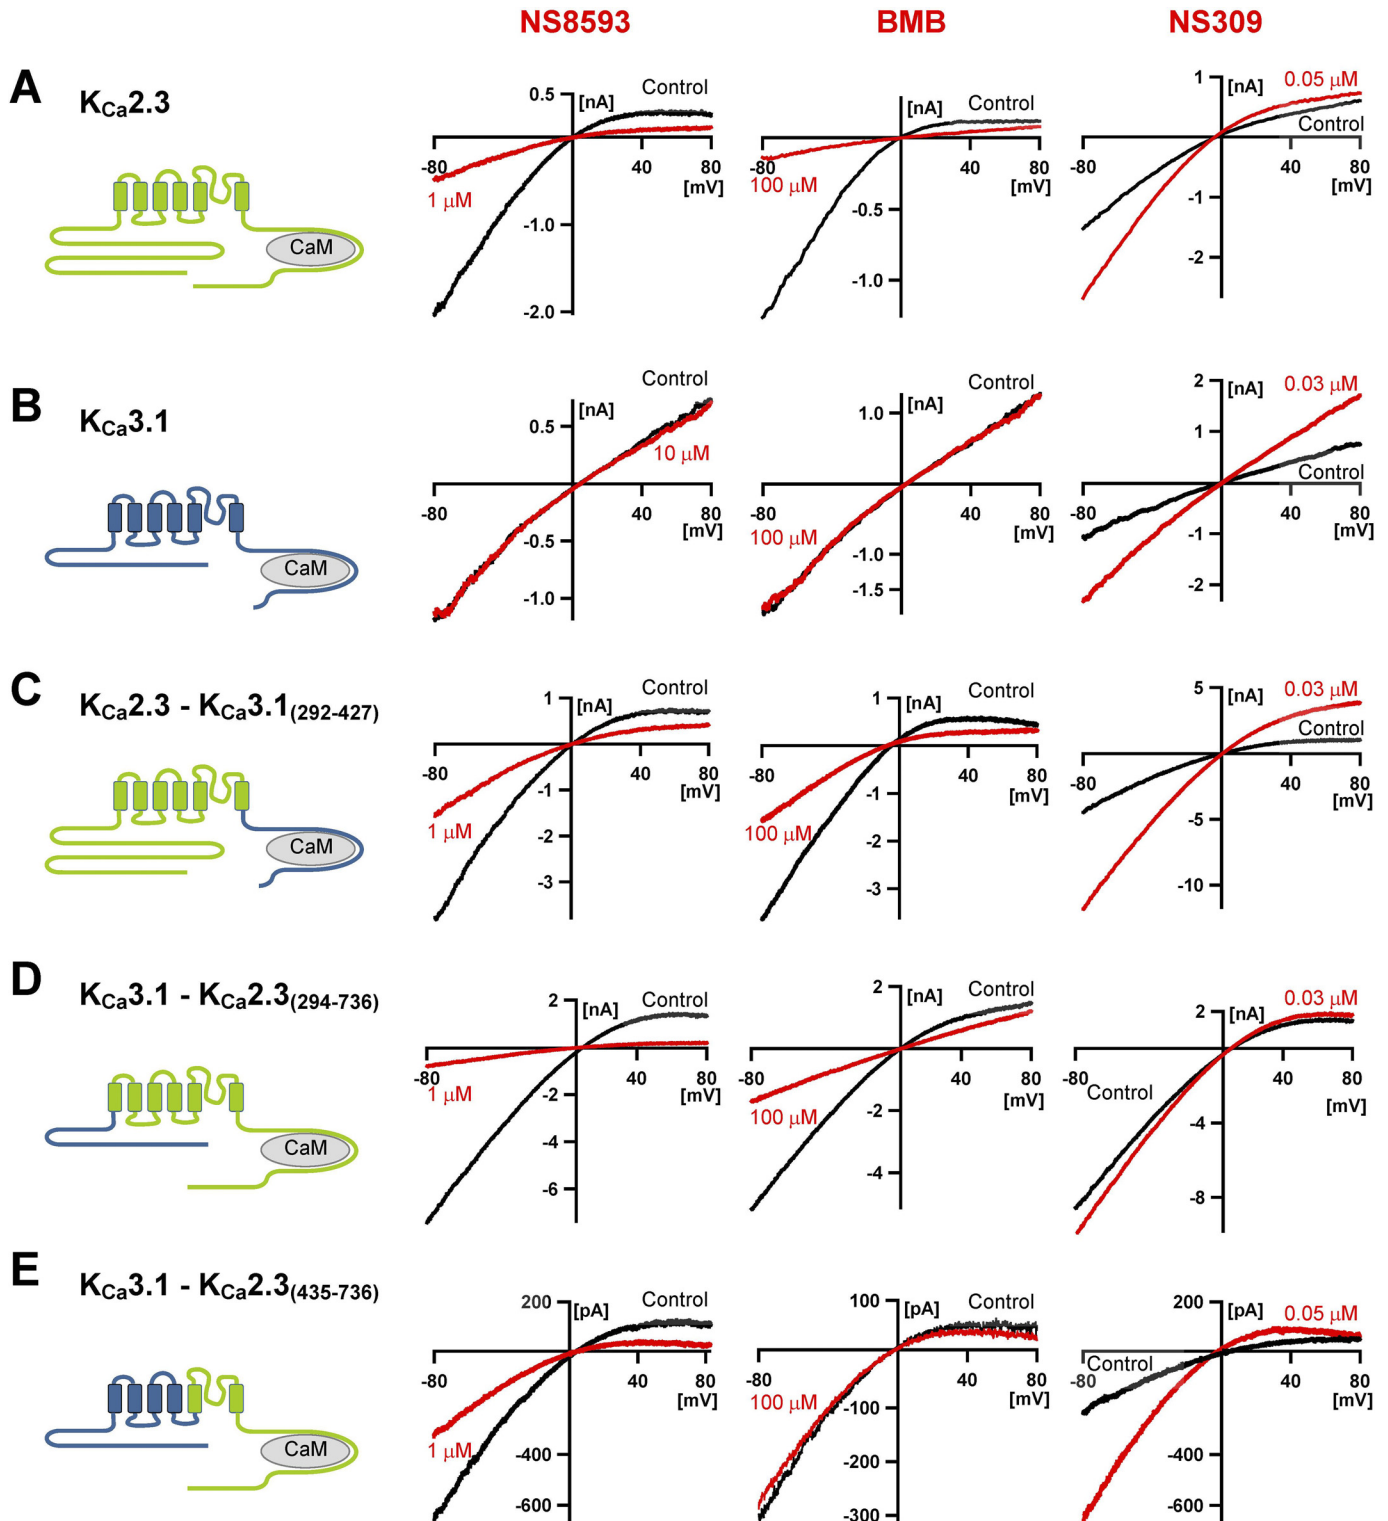 NS8593 BMB NS309
A KCa2.3
CaM
0.5 [nA] Control
-80 40 80
[mV]
1 μM
-1.0
-2.0
[nA] Control
-80 40 80
[mV]
100 μM
-0.5
-1.0
1 [nA] 0.05 μM
Control
-80 40 80
[mV]
-1
-2
B KCa3.1
CaM
Control
[nA]
0.5
10 μM
-80 40 80
[mV]
-0.5
-1.0
Control
[nA]
1.0
-80 40 80
[mV]
100 μM
-1.0
-1.5
2 [nA] 0.03 μM
1
Control
-80 40 80
[mV]
-1
-2
C KCa2.3 - KCa3.1(292-427)
CaM
1 [nA] Control
-80 40 80
[mV]
-1
1 μM
-2
-3
1 [nA] Control
-80 40 80
[mV]
-1
100 μM
-2
-3
5 [nA] 0.03 μM
Control
-80 40 80
[mV]
-5
-10
D KCa3.1 - KCa2.3(294-736)
CaM
2 [nA] Control
-80 40 80
1 μM
-2 [mV]
-4
-6
2 [nA] Control
-80 40 80
[mV]
100 μM
-2
-4
2 [nA] 0.03 μM
-80 40 80
Control
[mV]
-4
-8
E KCa3.1 - KCa2.3(435-736)
CaM
200 [pA] Control
-80 40 80
[mV]
1 μM
-400
-600
100 [pA] Control
-80 40 80
[mV]
100 μM
-100
-200
-300
200 [pA] 0.05 μM
Control
-80 40 80
[mV]
-400
-600